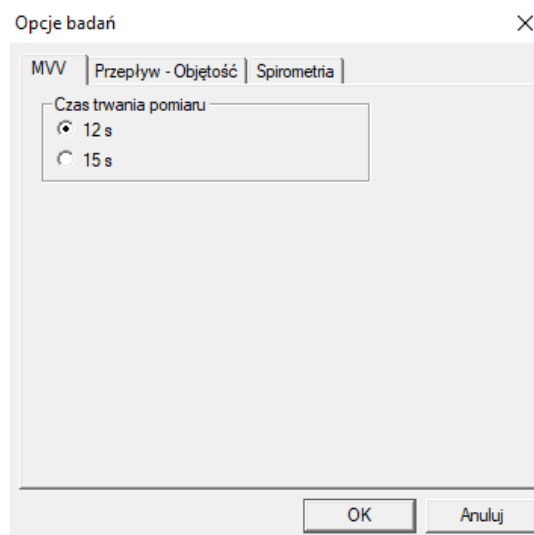 Opcje badań
MVV Przepływ - Objętość Spirometria
Czas trwania pomiaru
12 s
15 s
OK Anuluj